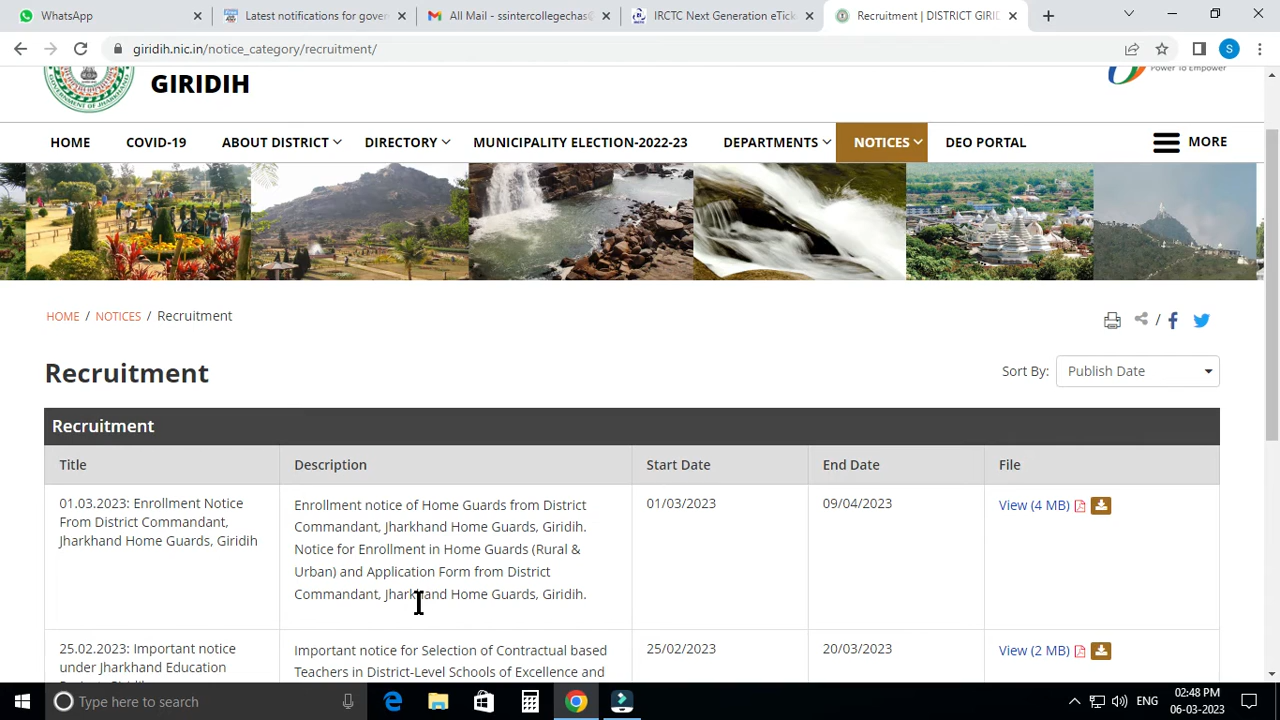 WhatsApp
Latest notifications for gover
All Mail - ssintercollegechas@
IRCTC Next Generation eTick
Recruitment | DISTRICT GIRID
giridih.nic.in/notice_category/recruitment/
S
GIRIDIH
Power To Empower
HOME
COVID-19
ABOUT DISTRICT
DIRECTORY
MUNICIPALITY ELECTION-2022-23
DEPARTMENTS
NOTICES
DEO PORTAL
MORE
HOME / NOTICES / Recruitment
Recruitment
Sort By: Publish Date
Recruitment
Title
Description
Start Date
End Date
File
01.03.2023: Enrollment Notice
From District Commandant,
Jharkhand Home Guards, Giridih
Enrollment notice of Home Guards from District
Commandant, Jharkhand Home Guards, Giridih.
Notice for Enrollment in Home Guards (Rural &
Urban) and Application Form from District
Commandant, Jharkhand Home Guards, Giridih.
01/03/2023
09/04/2023
View (4 MB)
25.02.2023: Important notice
under Jharkhand Education
Important notice for Selection of Contractual based
Teachers in District-Level Schools of Excellence and
25/02/2023
20/03/2023
View (2 MB)
Type here to search
ENG
02:48 PM
06-03-2023